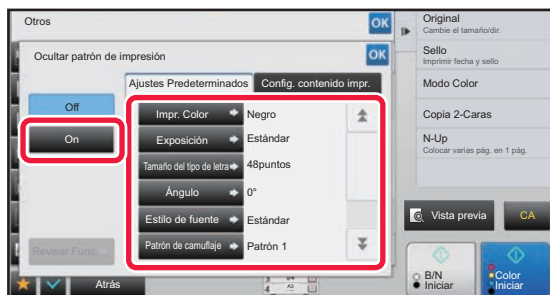 Otros
OK
Ocultar patrón de impresión
OK
Ajustes Predeterminados
Config. contenido impr.
Off
On
Impr. Color
Negro
Exposición
Estándar
Tamaño del tipo de letra
48puntos
Ángulo
0°
Estilo de fuente
Estándar
Patrón de camuflaje
Patrón 1
Revisar Func.
Atrás
Original
Cambie el tamaño/dir.
Sello
Imprimir fecha y sello
Modo Color
Copia 2-Caras
N-Up
Colocar varias pág. en 1 pág.
Vista previa
CA
B/N
Iniciar
Color
Iniciar